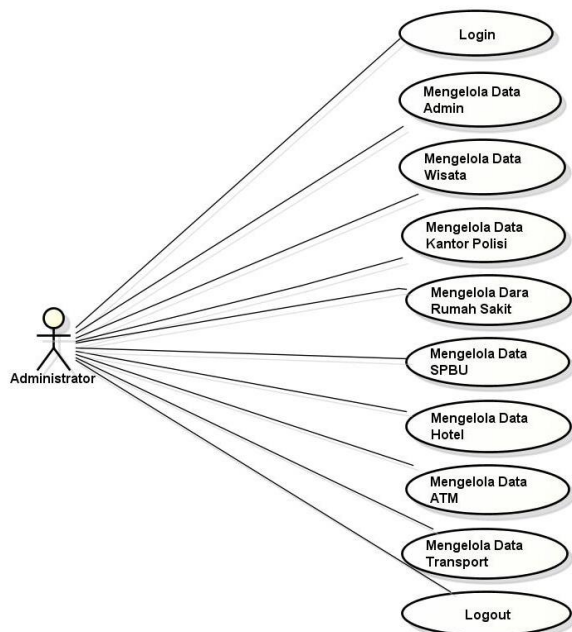 Login
Mengelola Data
Admin
Mengelola Data
Wisata
Mengelola Data
Kantor Polisi
Mengelola Dara
Rumah Sakit
Administrator
Mengelola Data
SPBU
Mengelola Data
Hotel
Mengelola Data
ATM
Mengelola Data
Transport
Logout